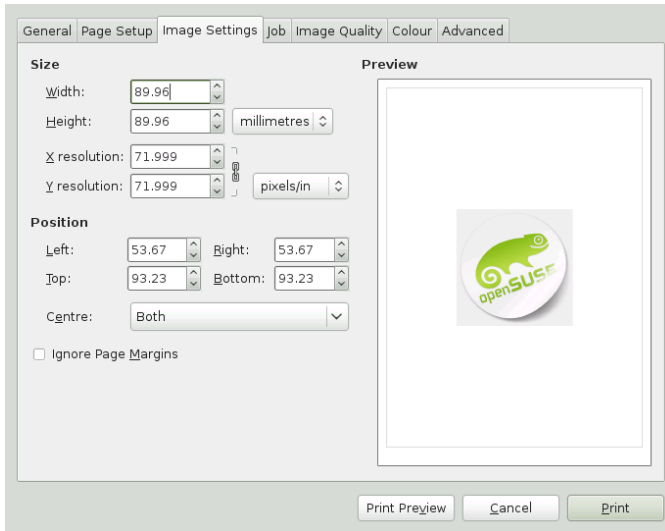 General Page Setup Image Settings Job Image Quality Colour Advanced
Size
Width: 89.96
Height: 89.96 millimetres
X resolution: 71.999
Y resolution: 71.999 pixels/in
Position
Left: 53.67 Right: 53.67
Top: 93.23 Bottom: 93.23
Centre: Both
Ignore Page Margins
Preview
openSUSE
Print Preview Cancel Print